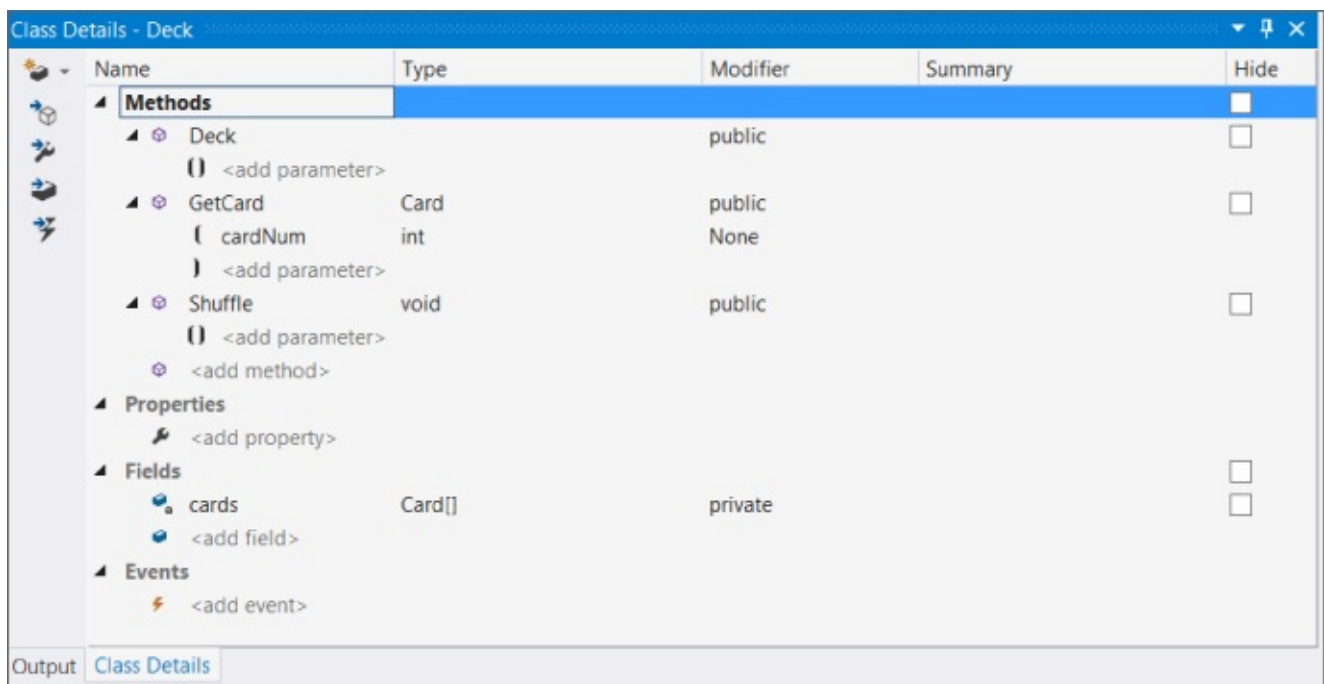 Class Details - Deck
Name Type Modifier Summary Hide
Methods
Deck public
() <add parameter>
GetCard Card public
( cardNum int None
) <add parameter>
Shuffle void public
() <add parameter>
<add method>
Properties
<add property>
Fields
cards Card[] private
<add field>
Events
<add event>
Output Class Details